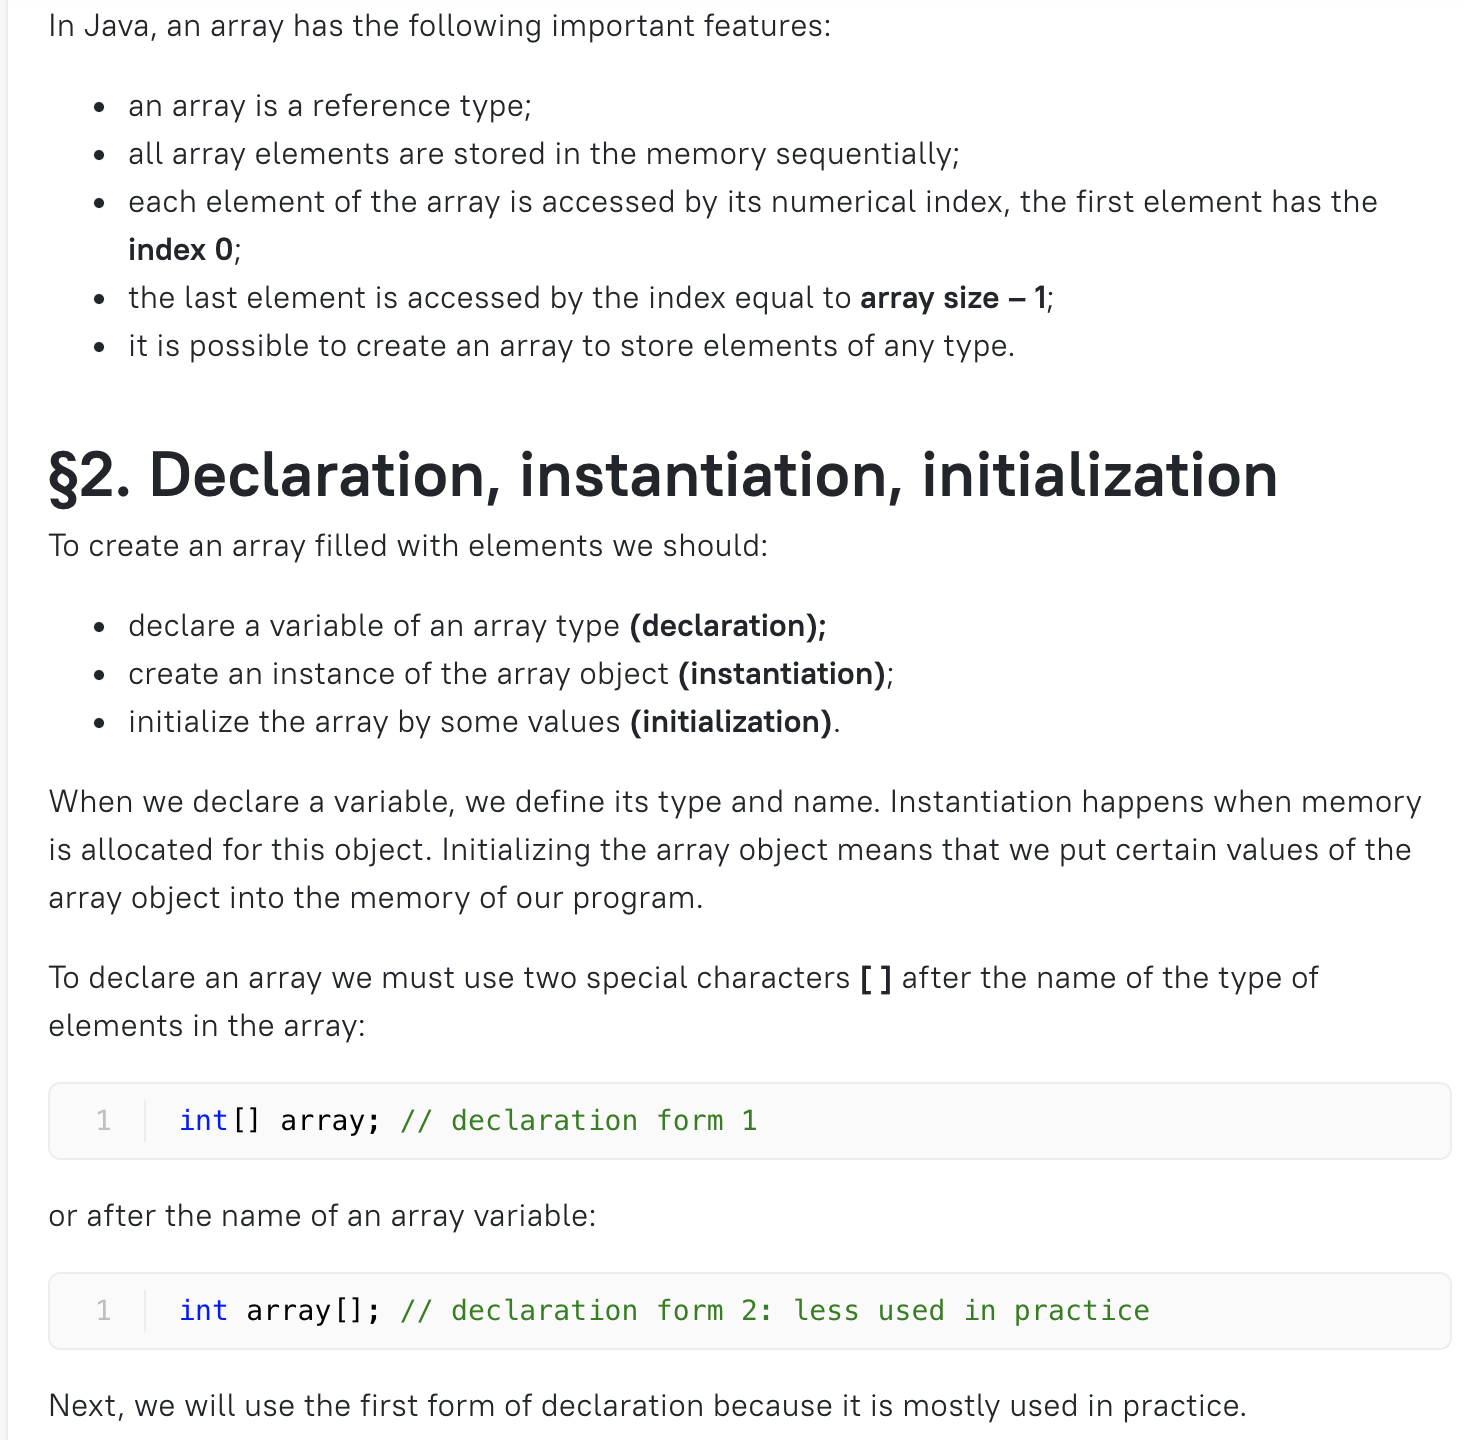 In Java, an array has the following important features:
• an array is a reference type;
• all array elements are stored in the memory sequentially;
• each element of the array is accessed by its numerical index, the first element has the
index 0;
• the last element is accessed by the index equal to array size – 1;
• it is possible to create an array to store elements of any type.
§2. Declaration, instantiation, initialization
To create an array filled with elements we should:
• declare a variable of an array type (declaration);
• create an instance of the array object (instantiation);
• initialize the array by some values (initialization).
When we declare a variable, we define its type and name. Instantiation happens when memory
is allocated for this object. Initializing the array object means that we put certain values of the
array object into the memory of our program.
To declare an array we must use two special characters [ ] after the name of the type of
elements in the array:
1 int[] array; // declaration form 1
or after the name of an array variable:
1 int array[]; // declaration form 2: less used in practice
Next, we will use the first form of declaration because it is mostly used in practice.